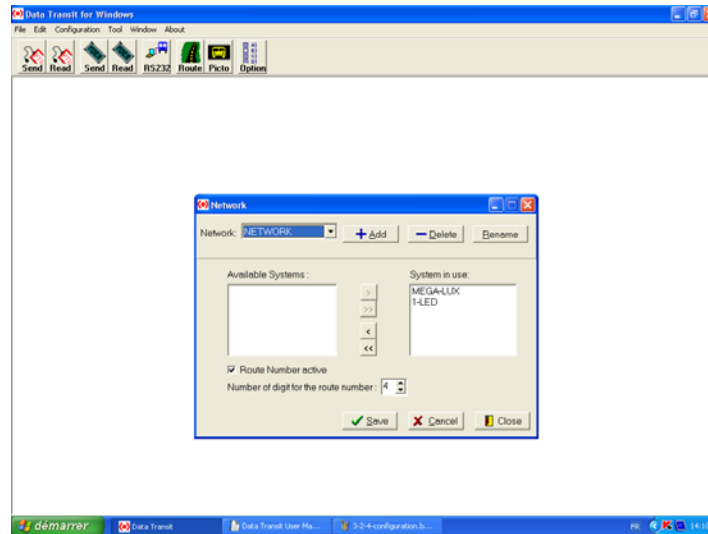 Data Transit for Windows
File Edit Configuration Tool Window About
Send Read Send Read RS232 Route Picto Option
Network
Network: NETWORK Add Delete Rename
Available Systems : System in use:
MEGA-LUX
1-LED
> 
>>
<
<<
Route Number active
Number of digit for the route number : 4
Save Cancel Close
démarrer Data Transit Data Transit User Ma... 3-2-4-configuration.b... FR 14:10